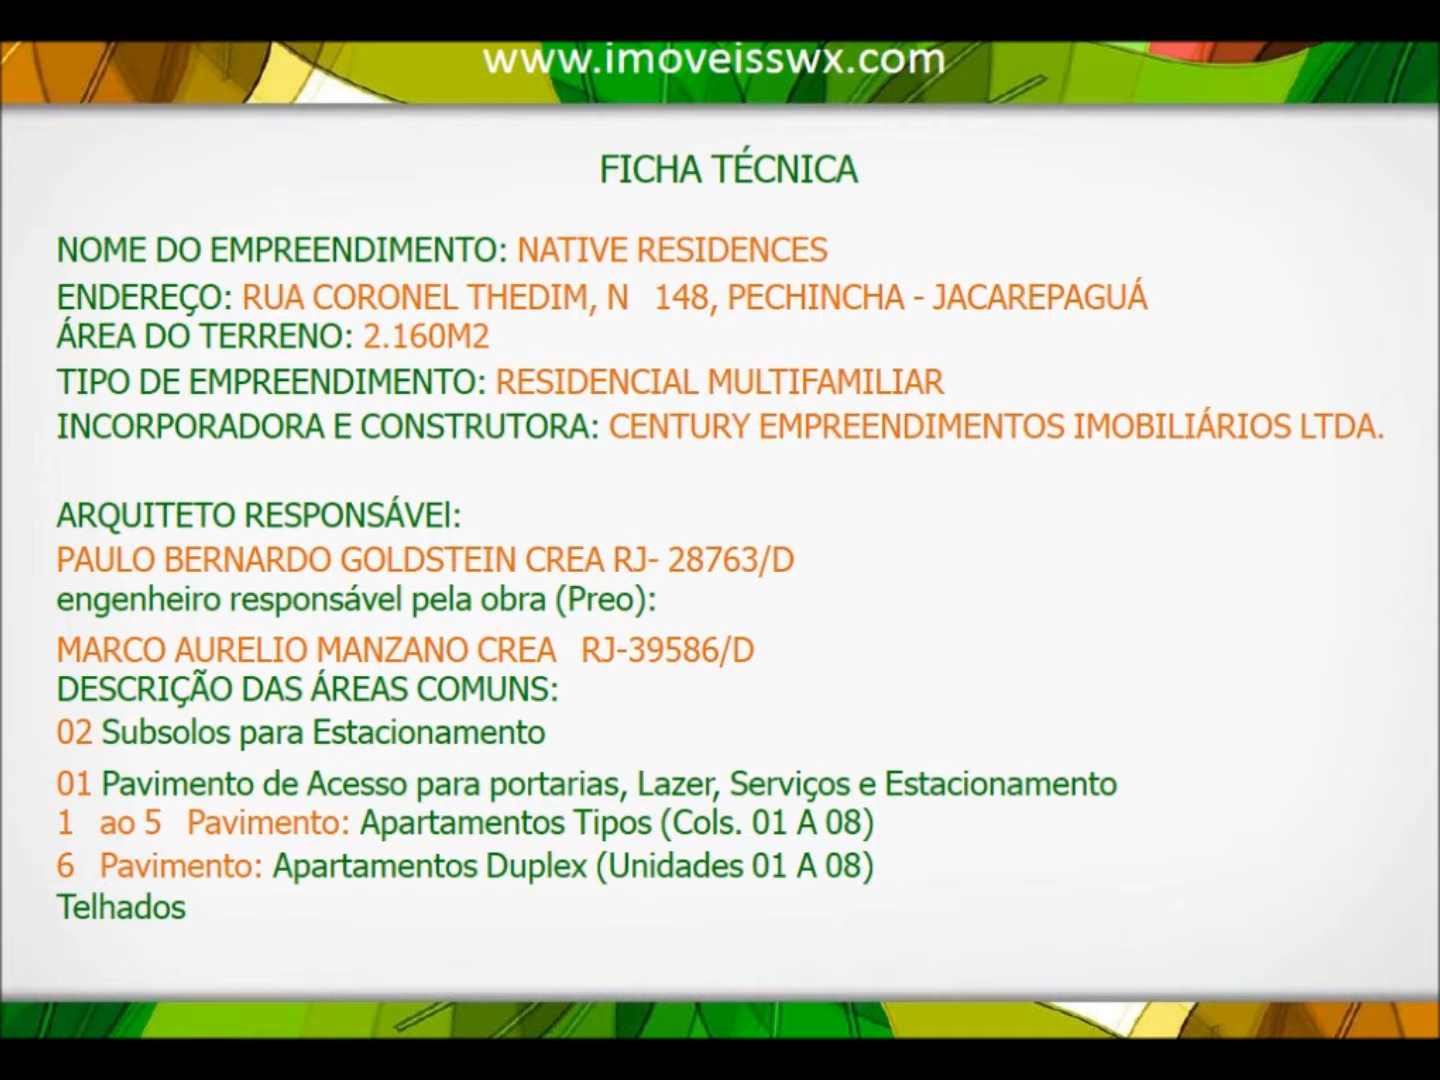 www.imoveisswx.com
FICHA TÉCNICA
NOME DO EMPREENDIMENTO: NATIVE RESIDENCES
ENDEREÇO: RUA CORONEL THEDIM, N 148, PECHINCHA - JACAREPAGUÁ
ÁREA DO TERRENO: 2.160M2
TIPO DE EMPREENDIMENTO: RESIDENCIAL MULTIFAMILIAR
INCORPORADORA E CONSTRUTORA: CENTURY EMPREENDIMENTOS IMOBILIÁRIOS LTDA.
ARQUITETO RESPONSÁVEl:
PAULO BERNARDO GOLDSTEIN CREA RJ- 28763/D
engenheiro responsável pela obra (Preo):
MARCO AURELIO MANZANO CREA RJ-39586/D
DESCRIÇÃO DAS ÁREAS COMUNS:
02 Subsolos para Estacionamento
01 Pavimento de Acesso para portarias, Lazer, Serviços e Estacionamento
1 ao 5 Pavimento: Apartamentos Tipos (Cols. 01 A 08)
6 Pavimento: Apartamentos Duplex (Unidades 01 A 08)
Telhados